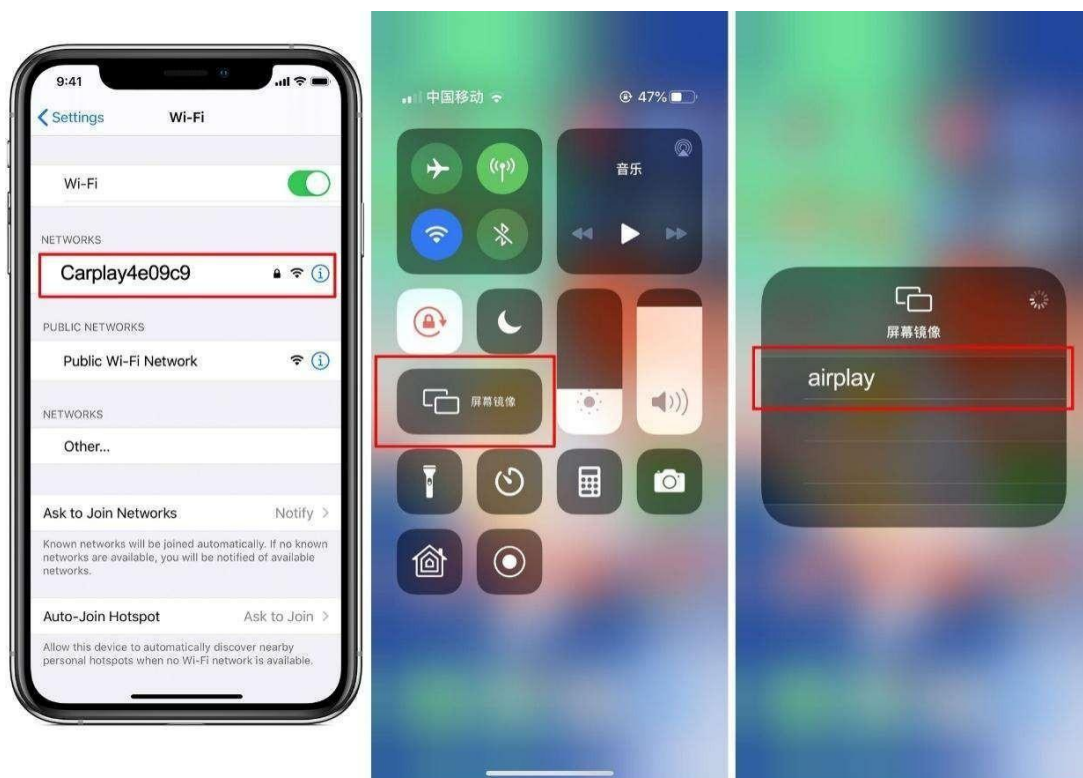 9:41
Settings
Wi-Fi
Wi-Fi
NETWORKS
Carplay4e09c9
PUBLIC NETWORKS
Public Wi-Fi Network
NETWORKS
Other...
Ask to Join Networks
Notify
Known networks will be joined automatically. If no known
networks are available, you will be notified of available
networks.
Auto-Join Hotspot
Ask to Join
Allow this device to automatically discover nearby
personal hotspots when no Wi-Fi network is available.
中国移动
47%
音乐
屏幕镜像
屏幕镜像
airplay